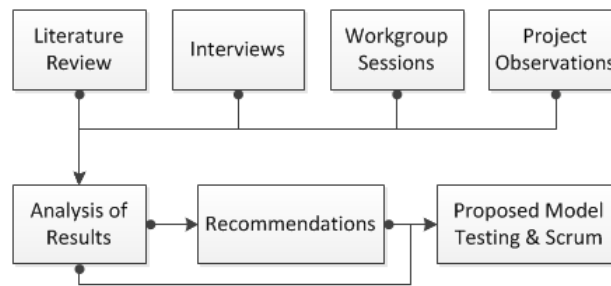 Literature
Review
Interviews
Workgroup
Sessions
Project
Observations
Analysis of
Results
Recommendations
Proposed Model
Testing & Scrum